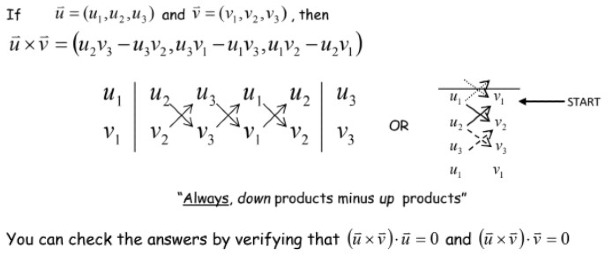 If u⃗ = (u₁,u₂,u₃) and v⃗ = (v₁,v₂,v₃), then
u⃗ × v⃗ = (u₂v₃ − u₃v₂, u₃v₁ − u₁v₃, u₁v₂ − u₂v₁)
u₁ | u₂ u₃ u₁ u₂ | u₃
v₁ | v₂ v₃ v₁ v₂ | v₃
OR
u₁ v₁ START
u₂ v₂
u₃ v₃
u₁ v₁
"Always, down products minus up products"
You can check the answers by verifying that (u⃗ × v⃗)·u⃗ = 0 and (u⃗ × v⃗)·v⃗ = 0